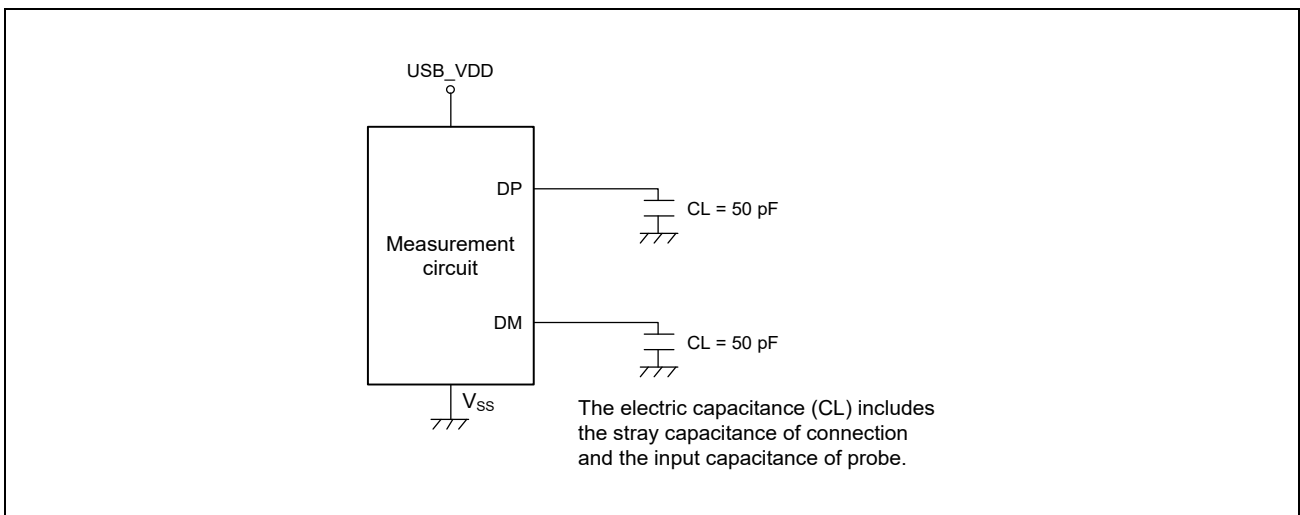 USB_VDD
DP
CL = 50 pF
Measurement
circuit
DM
CL = 50 pF
VSS
The electric capacitance (CL) includes
the stray capacitance of connection
and the input capacitance of probe.